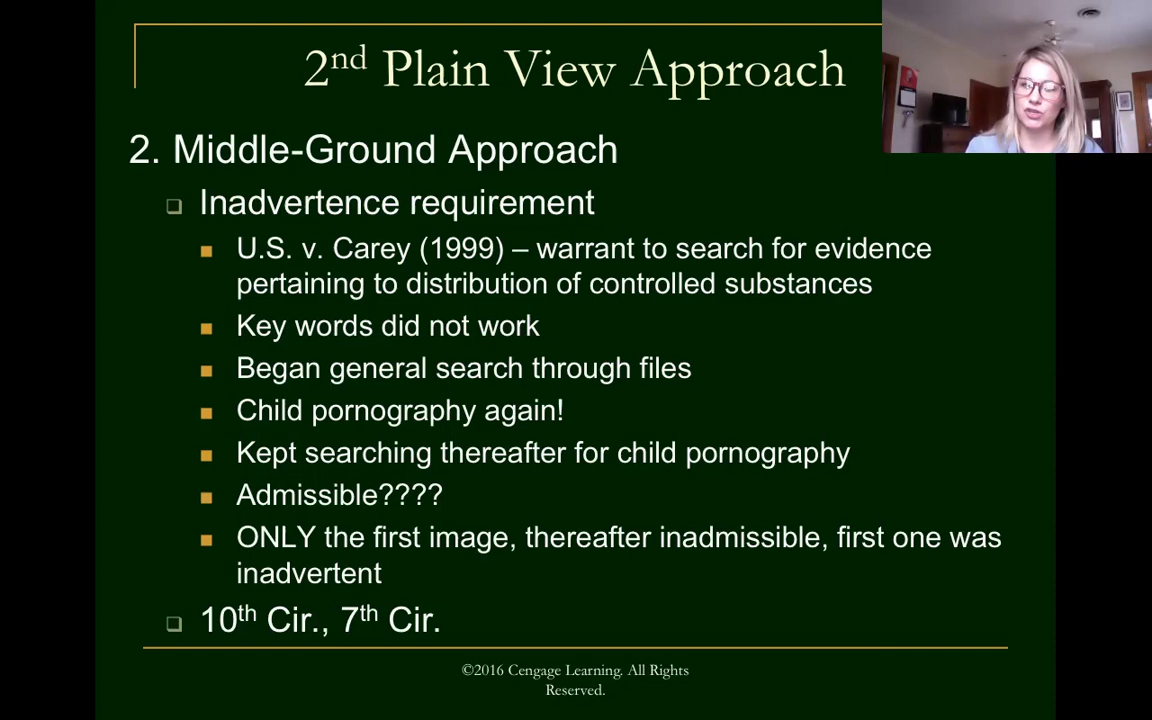 2nd Plain View Approach
2. Middle-Ground Approach
Inadvertence requirement
U.S. v. Carey (1999) – warrant to search for evidence
pertaining to distribution of controlled substances
Key words did not work
Began general search through files
Child pornography again!
Kept searching thereafter for child pornography
Admissible????
ONLY the first image, thereafter inadmissible, first one was
inadvertent
10th Cir., 7th Cir.
©2016 Cengage Learning. All Rights
Reserved.